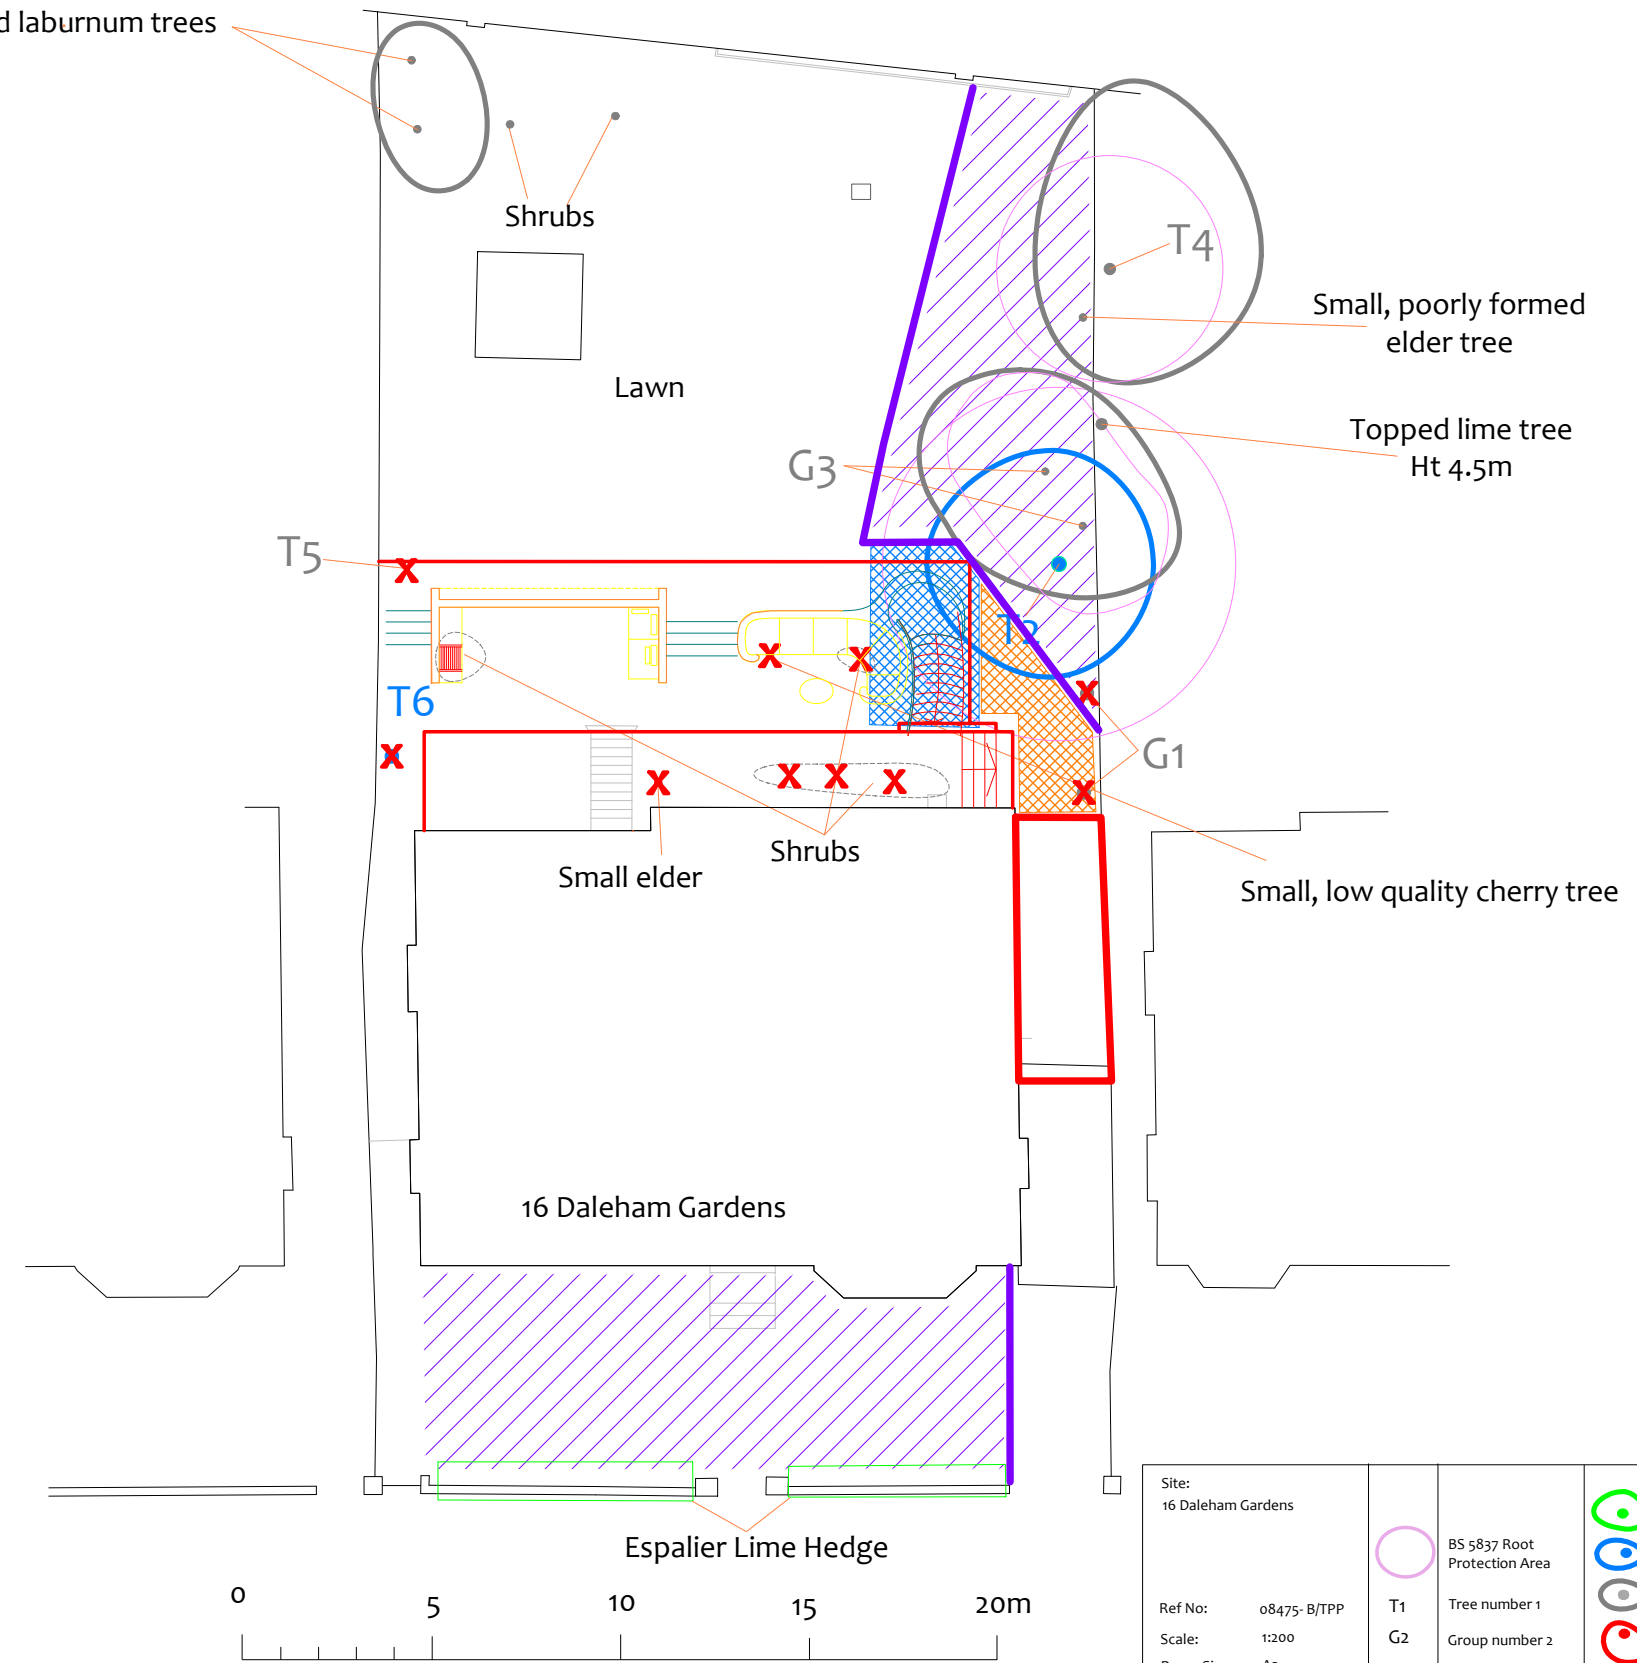 laburnum trees
Shrubs
T4
Small, poorly formed
elder tree
Lawn
Topped lime tree
Ht 4.5m
G3
T5
T2
T6
G1
Shrubs
Small elder
Small, low quality cherry tree
16 Daleham Gardens
Espalier Lime Hedge
0 5 10 15 20m
Site:
16 Daleham Gardens
BS 5837 Root
Protection Area
Ref No: 08475- B/TPP
T1 Tree number 1
Scale: 1:200
G2 Group number 2